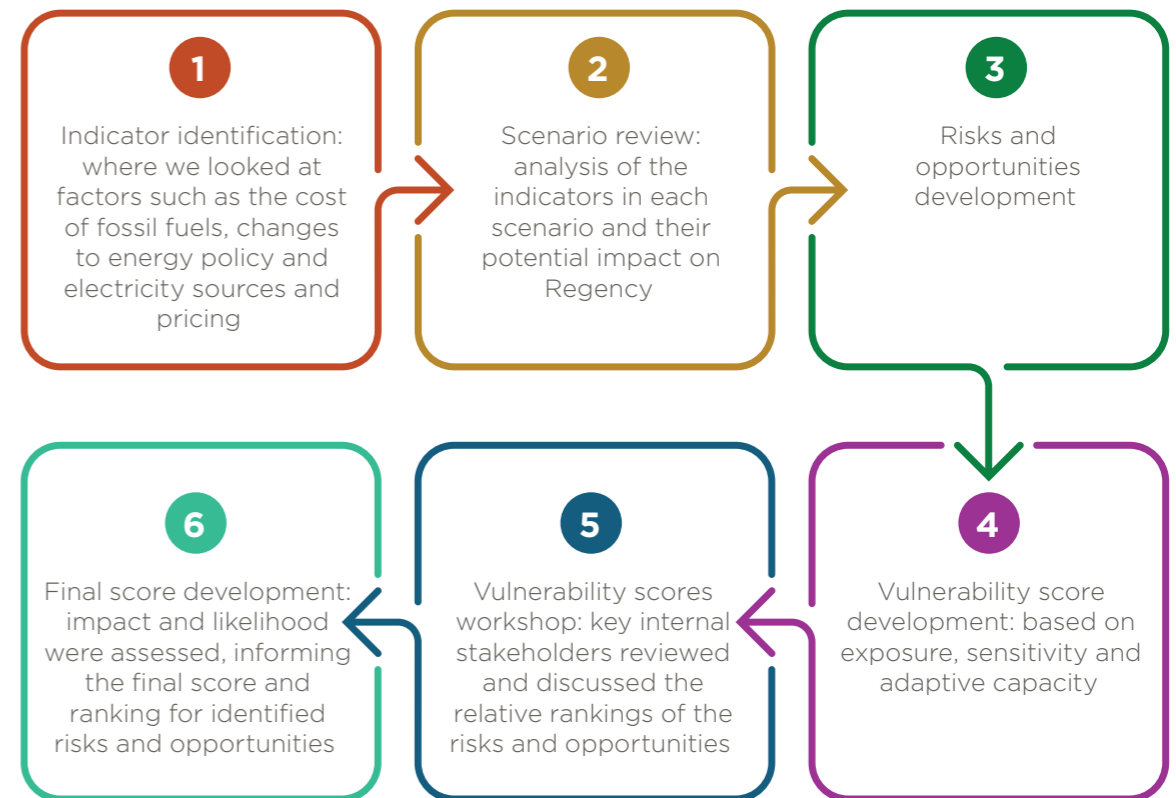 1
Indicator identification:
where we looked at
factors such as the cost
of fossil fuels, changes
to energy policy and
electricity sources and
pricing
2
Scenario review:
analysis of the
indicators in each
scenario and their
potential impact on
Regency
3
Risks and
opportunities
development
4
Vulnerability score
development: based on
exposure, sensitivity and
adaptive capacity
5
Vulnerability scores
workshop: key internal
stakeholders reviewed
and discussed the
relative rankings of the
risks and opportunities
6
Final score development:
impact and likelihood
were assessed, informing
the final score and
ranking for identified
risks and opportunities